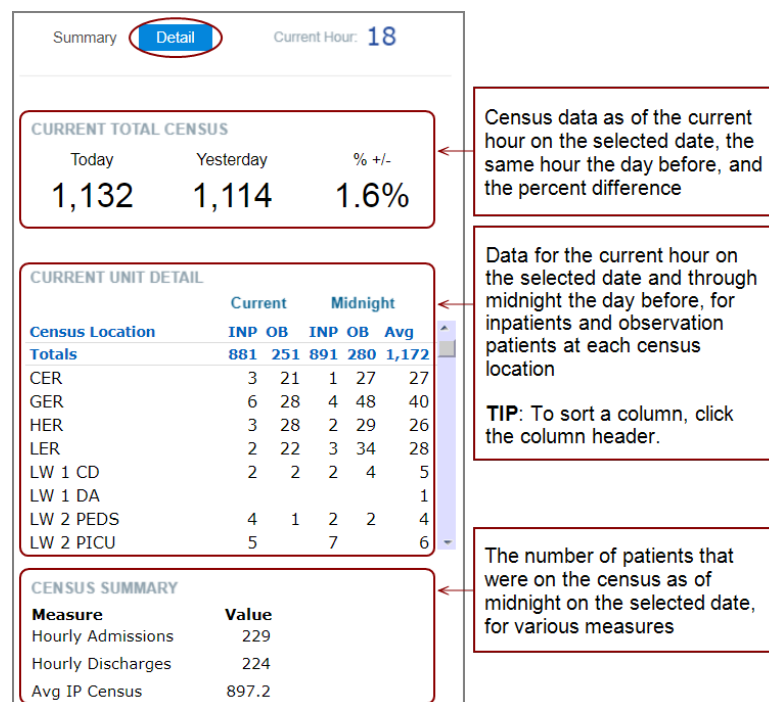 Summary Detail Current Hour: 18
CURRENT TOTAL CENSUS
Today Yesterday % +/-
1,132 1,114 1.6%
Census data as of the current
hour on the selected date, the
same hour the day before, and
the percent difference
CURRENT UNIT DETAIL
Current Midnight
Census Location INP OB INP OB Avg
Totals 881 251 891 280 1,172
CER 3 21 1 27 27
GER 6 28 4 48 40
HER 3 28 2 29 26
LER 2 22 3 34 28
LW 1 CD 2 2 2 4 5
LW 1 DA 1
LW 2 PEDS 4 1 2 2 4
LW 2 PICU 5 7 6
Data for the current hour on
the selected date and through
midnight the day before, for
inpatients and observation
patients at each census
location
TIP: To sort a column, click
the column header.
CENSUS SUMMARY
Measure Value
Hourly Admissions 229
Hourly Discharges 224
Avg IP Census 897.2
The number of patients that
were on the census as of
midnight on the selected date,
for various measures